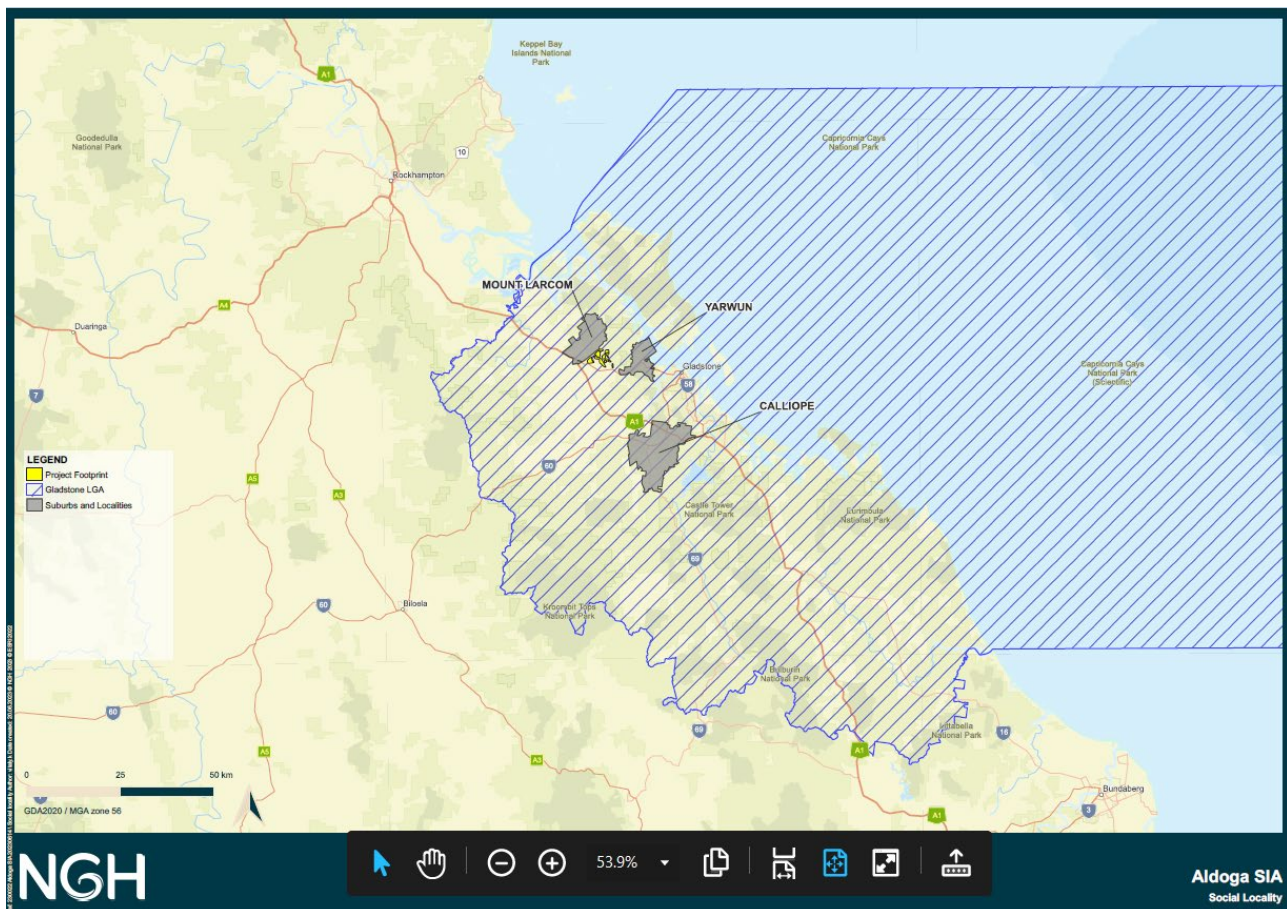 Keppel Bay
Islands National
Park
A1
Goodedulla
National Park
Capricornia Cays
National Park
10
Rockhampton
MOUNT LARCOM
YARWUN
A4
Duaringa
Gladstone
Capricornia Cays
National Park
(Scientific)
58
7
CALLIOPE
A1
LEGEND
Project Footprint
Gladstone LGA
Suburbs and Localities
60
A5
A3
Castle Tower
National Park
Eurimbula
National Park
69
60
Biloela
Kroombit Tops
National Park
Bulburin
National Park
60
69
A5
A3
A1
Littabella
National Park
16
0
25
50 km
GDA2020 / MGA zone 56
Bundaberg
3
A1
NGH
53.9%
Aldoga SIA
Social Locality